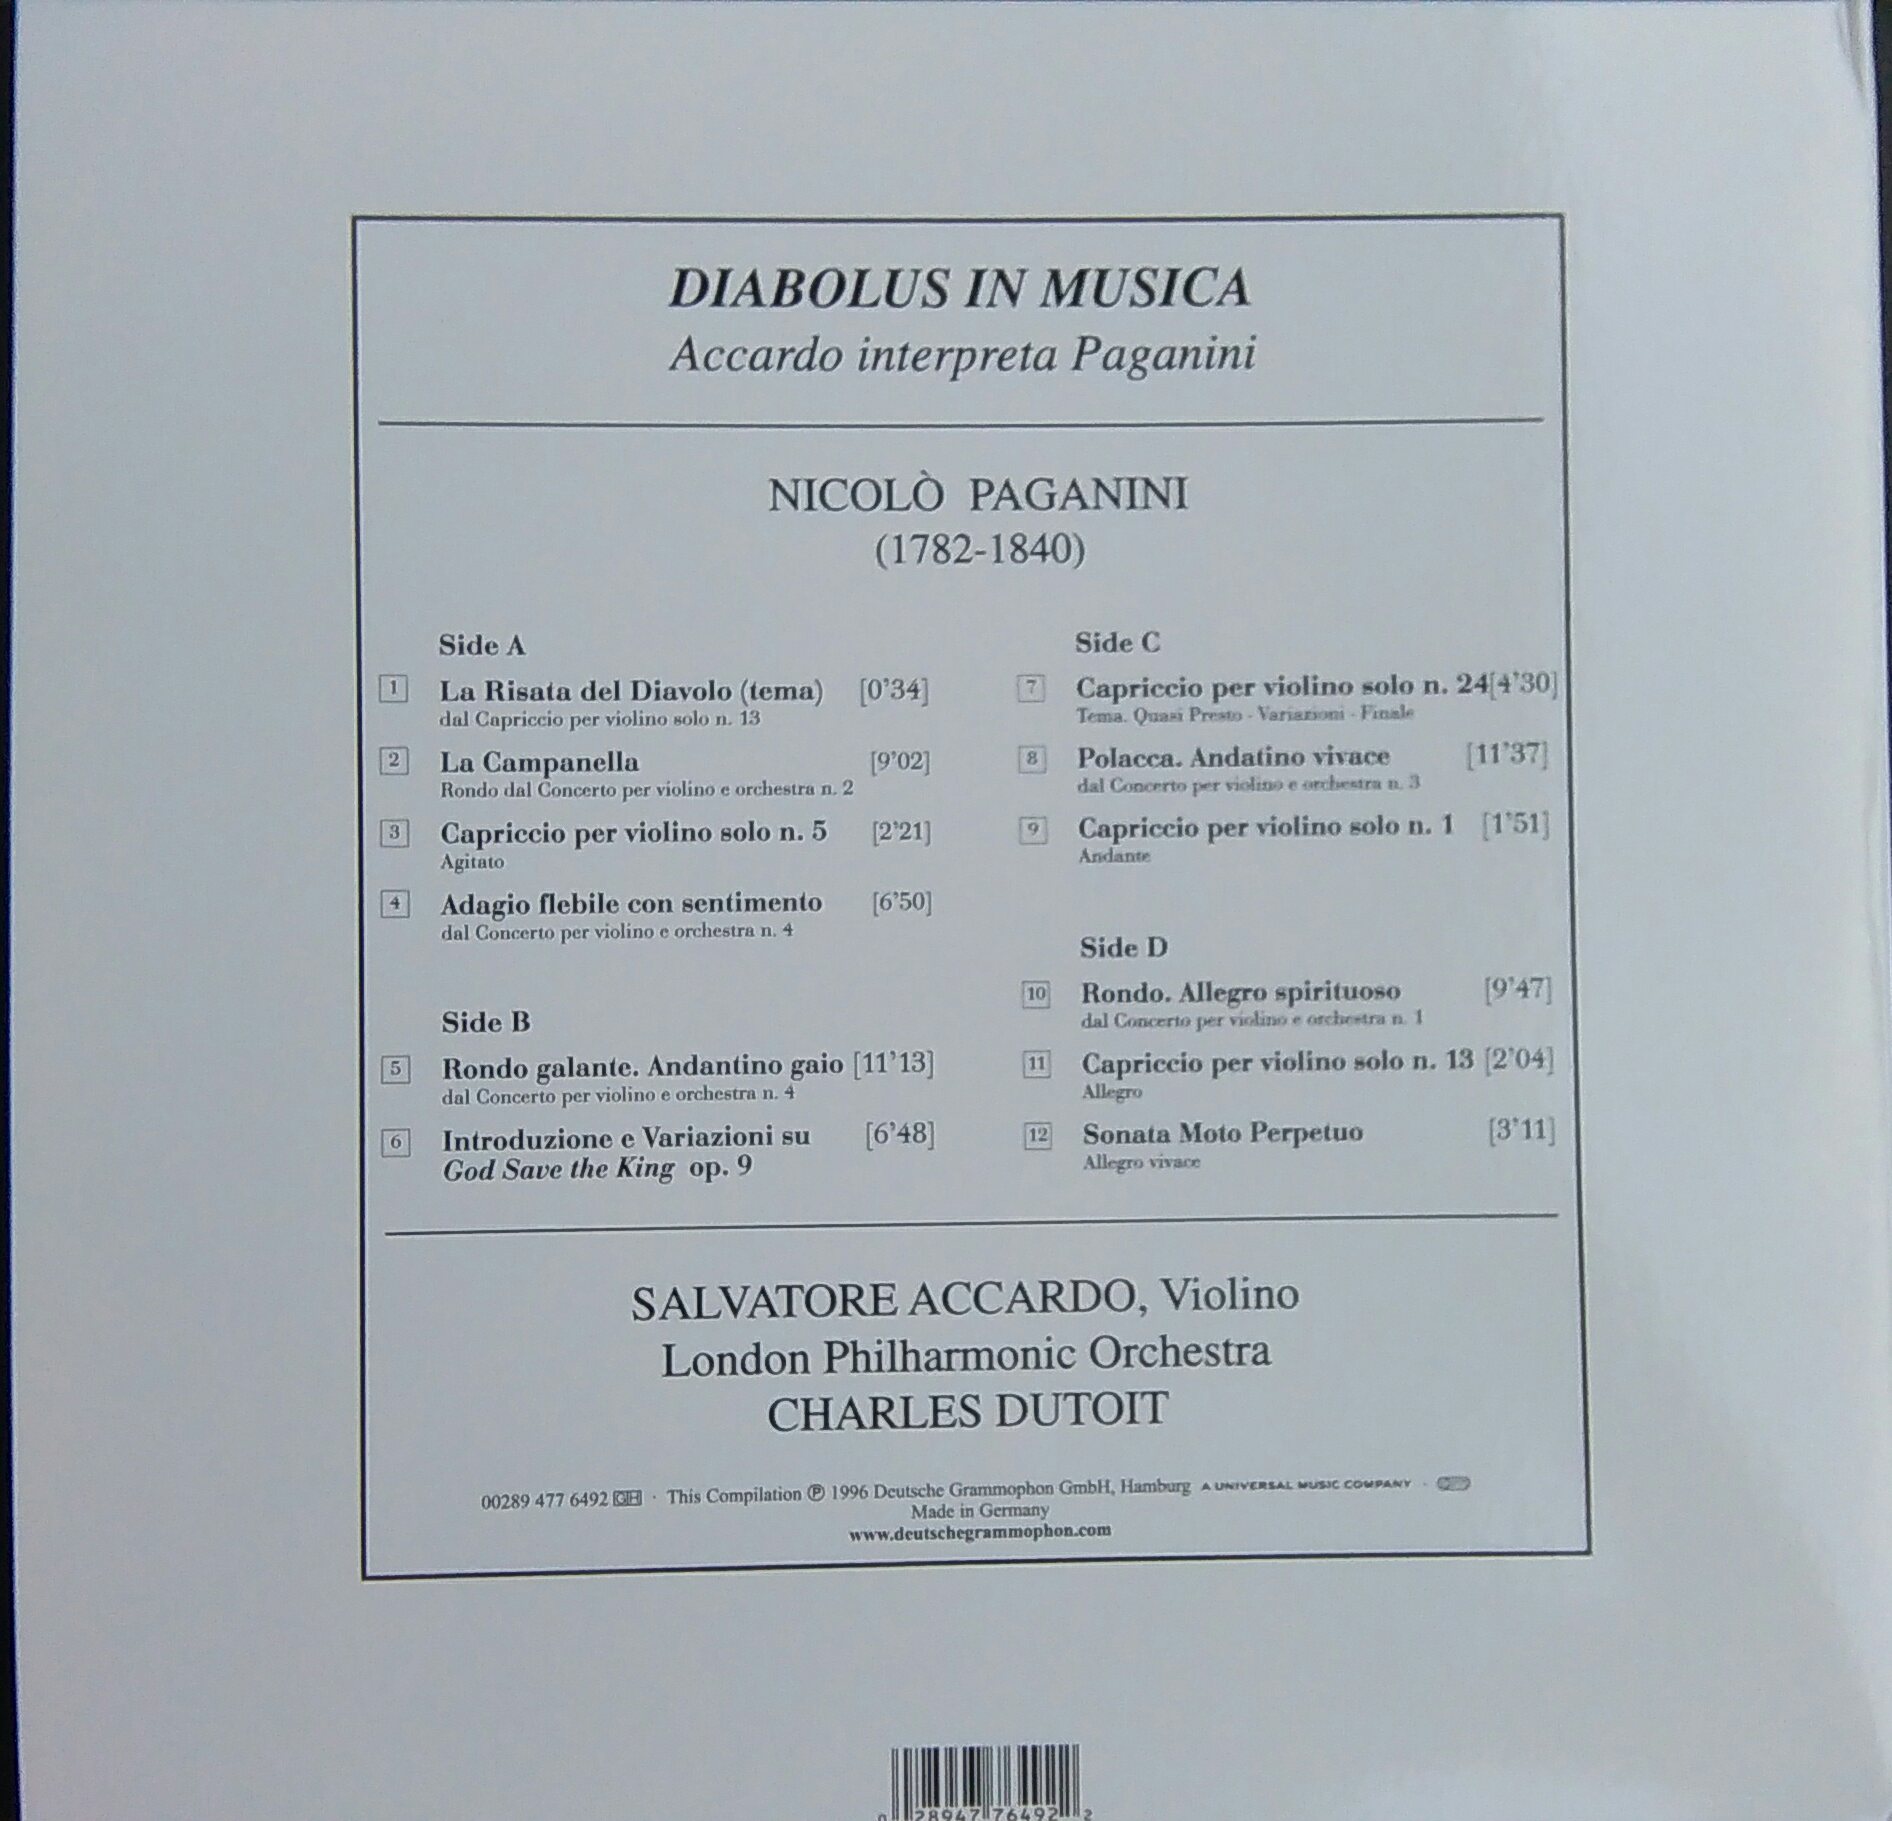 DIABOLUS IN MUSICA
Accardo interpreta Paganini
NICOLÒ PAGANINI
(1782-1840)
Side A
1 La Risata del Diavolo (tema) [0'34]
dal Capriccio per violino solo n. 13
2 La Campanella [9'02]
Rondo dal Concerto per violino e orchestra n. 2
3 Capriccio per violino solo n. 5 [2'21]
Agitato
4 Adagio flebile con sentimento [6'50]
dal Concerto per violino e orchestra n. 4
Side B
5 Rondo galante. Andantino gaio [11'13]
dal Concerto per violino e orchestra n. 4
6 Introduzione e Variazioni su [6'48]
God Save the King op. 9
Side C
7 Capriccio per violino solo n. 24 [4'30]
Tema. Quasi Presto - Variazioni - Finale
8 Polacca. Andatino vivace [11'37]
dal Concerto per violino e orchestra n. 3
9 Capriccio per violino solo n. 1 [1'51]
Andante
Side D
10 Rondo. Allegro spirituoso [9'47]
dal Concerto per violino e orchestra n. 1
11 Capriccio per violino solo n. 13 [2'04]
Allegro
12 Sonata Moto Perpetuo [3'11]
Allegro vivace
SALVATORE ACCARDO, Violino
London Philharmonic Orchestra
CHARLES DUTOIT
00289 477 6492 GH · This Compilation ℗ 1996 Deutsche Grammophon GmbH, Hamburg A UNIVERSAL MUSIC COMPANY ·
Made in Germany
www.deutschegrammophon.com
0 28947 76492 2